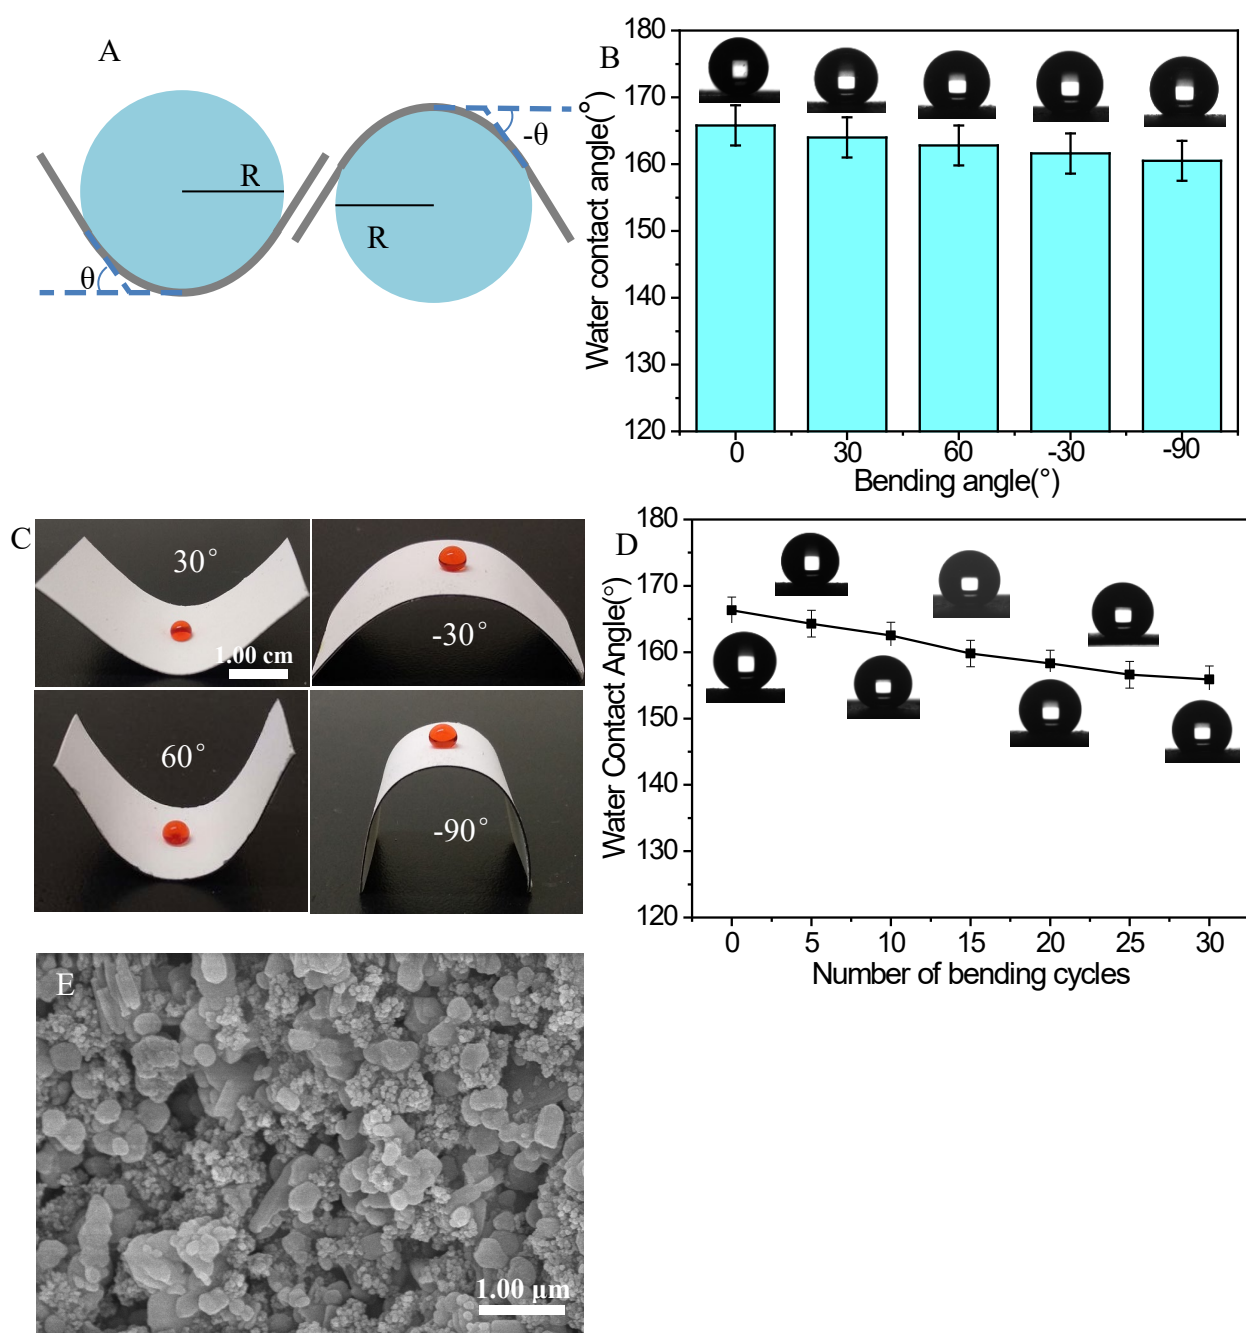 A
R
R
θ
-θ
B
Water contact angle(°)
180
170
160
150
140
130
120
0 30 60 -30 -90
Bending angle(°)
C
30°
1.00 cm
-30°
60°
-90°
D
Water Contact Angle(°)
180
170
160
150
140
130
120
0 5 10 15 20 25 30
Number of bending cycles
E
1.00 μm